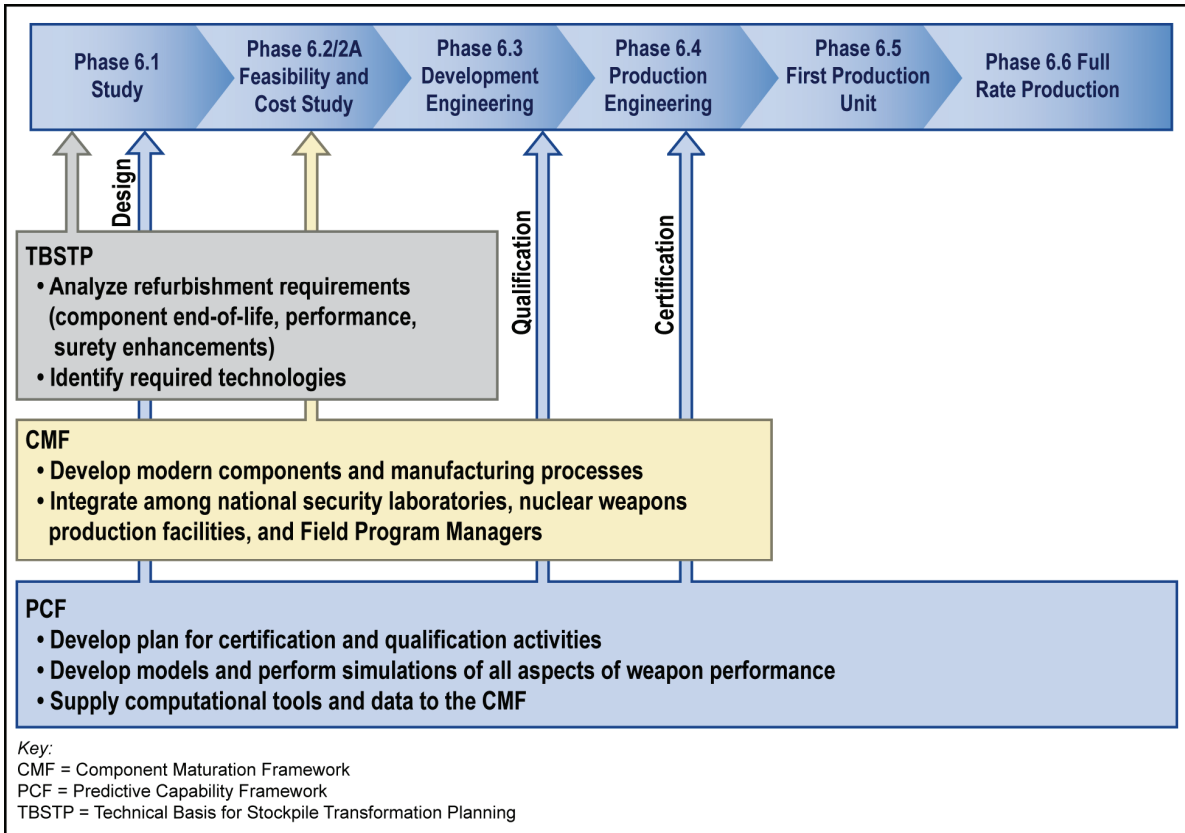 Phase 6.1
Study
Phase 6.2/2A
Feasibility and
Cost Study
Phase 6.3
Development
Engineering
Phase 6.4
Production
Engineering
Phase 6.5
First Production
Unit
Phase 6.6 Full
Rate Production
Design
Qualification
Certification
TBSTP
• Analyze refurbishment requirements
(component end-of-life, performance,
surety enhancements)
• Identify required technologies
CMF
• Develop modern components and manufacturing processes
• Integrate among national security laboratories, nuclear weapons
production facilities, and Field Program Managers
PCF
• Develop plan for certification and qualification activities
• Develop models and perform simulations of all aspects of weapon performance
• Supply computational tools and data to the CMF
Key:
CMF = Component Maturation Framework
PCF = Predictive Capability Framework
TBSTP = Technical Basis for Stockpile Transformation Planning